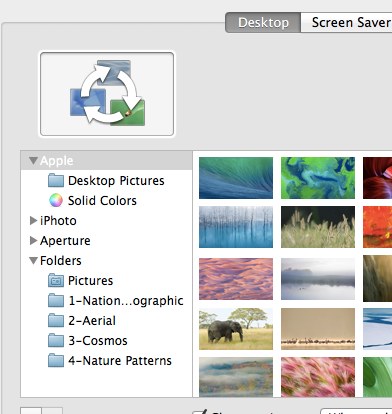 Desktop
Screen Saver
Apple
Desktop Pictures
Solid Colors
iPhoto
Aperture
Folders
Pictures
1-Nation...ographic
2-Aerial
3-Cosmos
4-Nature Patterns